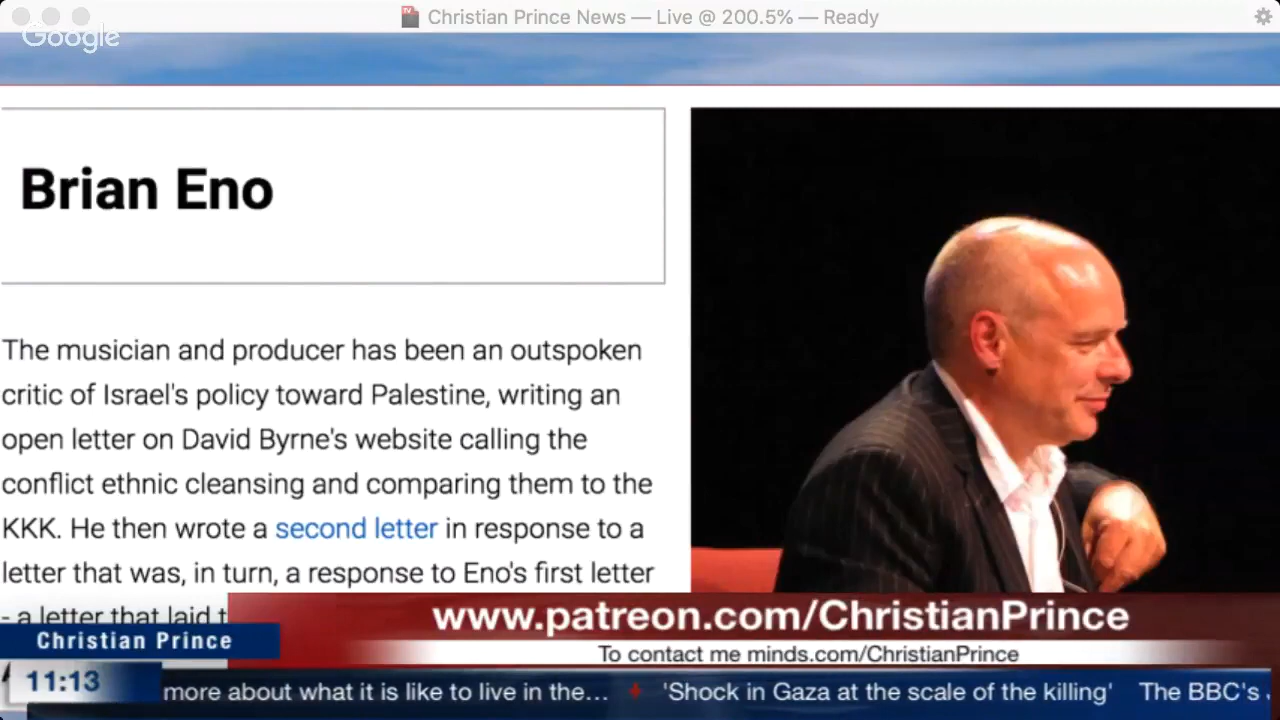 Christian Prince News — Live @ 200.5% — Ready
Google
Brian Eno
The musician and producer has been an outspoken
critic of Israel's policy toward Palestine, writing an
open letter on David Byrne's website calling the
conflict ethnic cleansing and comparing them to the
KKK. He then wrote a second letter in response to a
letter that was, in turn, a response to Eno's first letter
- a letter that laid
www.patreon.com/ChristianPrince
Christian Prince
To contact me minds.com/ChristianPrince
11:13
more about what it is like to live in the... 'Shock in Gaza at the scale of the killing' The BBC's